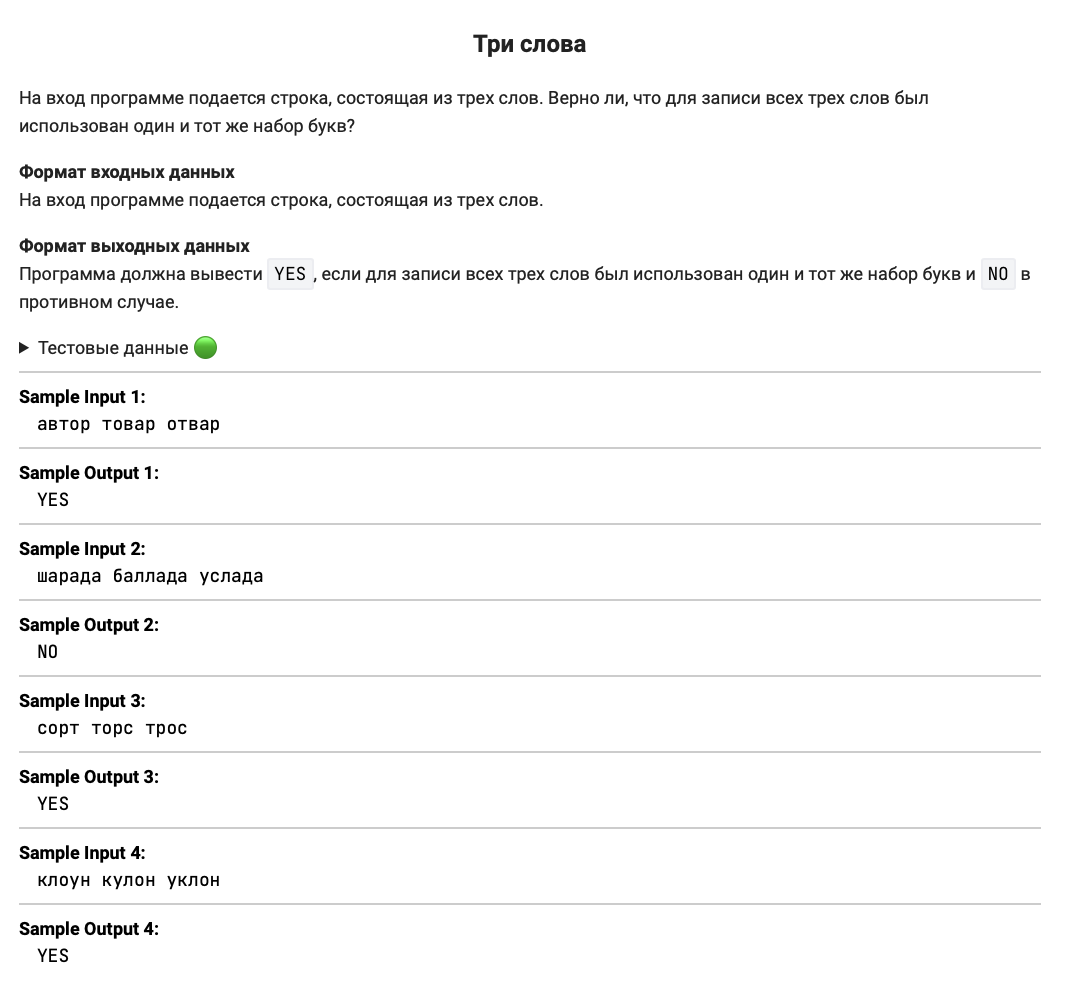 Три слова
На вход программе подается строка, состоящая из трех слов. Верно ли, что для записи всех трех слов был
использован один и тот же набор букв?
Формат входных данных
На вход программе подается строка, состоящая из трех слов.
Формат выходных данных
Программа должна вывести YES, если для записи всех трех слов был использован один и тот же набор букв и NO в
противном случае.
Тестовые данные
Sample Input 1:
автор товар отвар
Sample Output 1:
YES
Sample Input 2:
шарада баллада услада
Sample Output 2:
NO
Sample Input 3:
сорт торс трос
Sample Output 3:
YES
Sample Input 4:
клоун кулон уклон
Sample Output 4:
YES